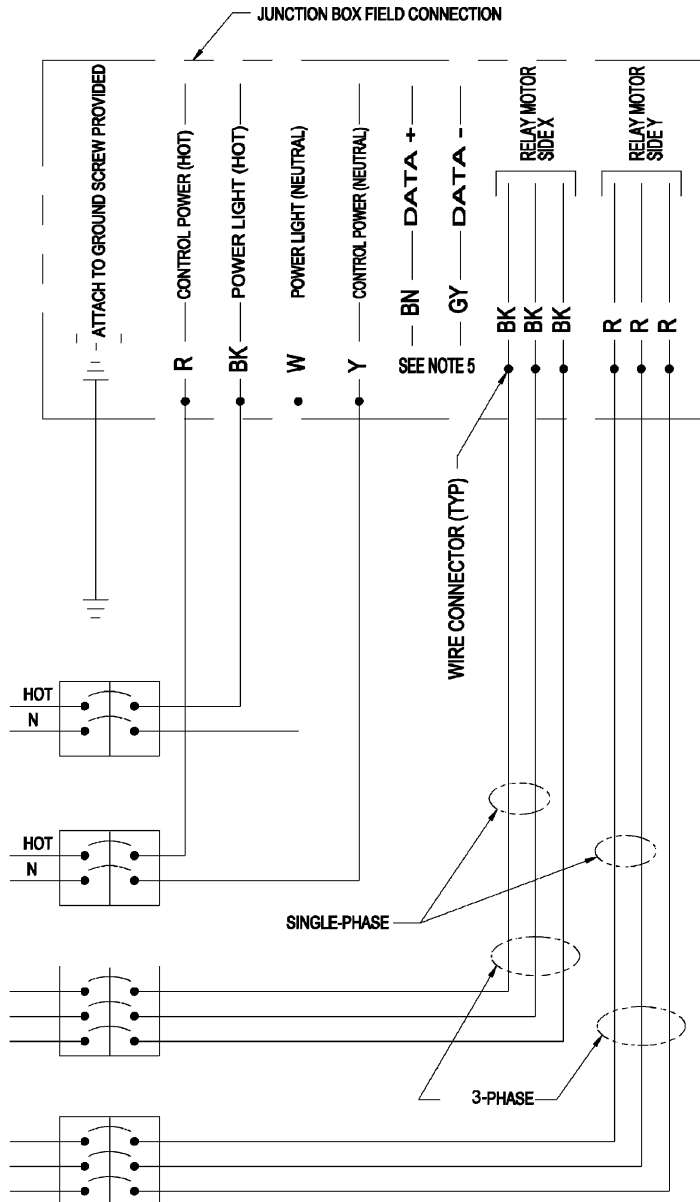 JUNCTION BOX FIELD CONNECTION
ATTACH TO GROUND SCREW PROVIDED
CONTROL POWER (HOT)
POWER LIGHT (HOT)
POWER LIGHT (NEUTRAL)
CONTROL POWER (NEUTRAL)
DATA +
DATA -
RELAY MOTOR
SIDE X
RELAY MOTOR
SIDE Y
R
BK
W
Y
BN
GY
SEE NOTE 5
BK
BK
BK
R
R
R
WIRE CONNECTOR (TYP)
HOT
N
HOT
N
SINGLE-PHASE
3-PHASE